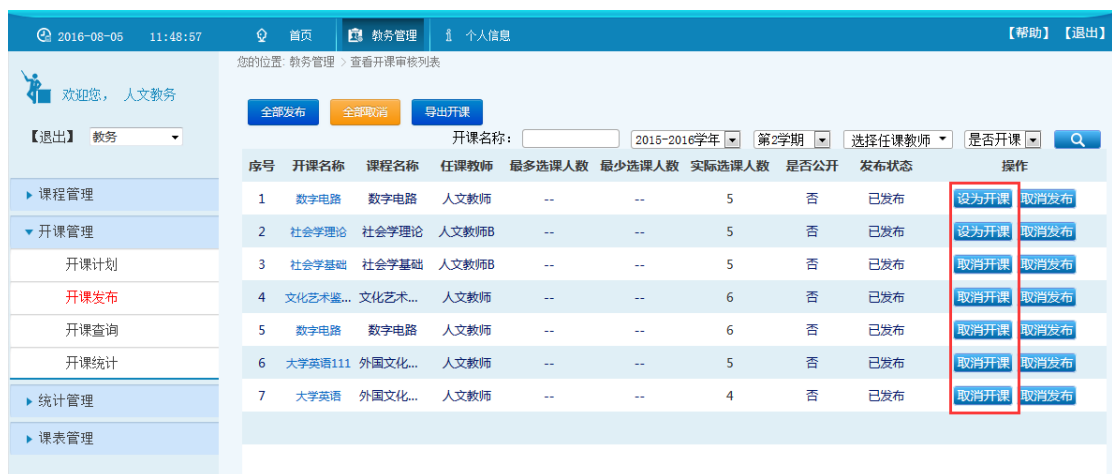 2016-08-05 11:48:57 首页 教务管理 个人信息 【帮助】 【退出】
您的位置: 教务管理 > 查看开课审核列表
欢迎您, 人文教务
【退出】 教务
全部发布 全部取消 导出开课
开课名称: 2015-2016学年 第2学期 选择任课教师 是否开课
序号 开课名称 课程名称 任课教师 最多选课人数 最少选课人数 实际选课人数 是否公开 发布状态 操作
1 数字电路 数字电路 人文教师 -- -- 5 否 已发布 设为开课 取消发布
2 社会学理论 社会学理论 人文教师B -- -- 5 否 已发布 设为开课 取消发布
3 社会学基础 社会学基础 人文教师B -- -- 5 否 已发布 取消开课 取消发布
4 文化艺术鉴... 文化艺术... 人文教师 -- -- 6 否 已发布 取消开课 取消发布
5 数字电路 数字电路 人文教师 -- -- 6 否 已发布 取消开课 取消发布
6 大学英语111 外国文化... 人文教师 -- -- 5 否 已发布 取消开课 取消发布
7 大学英语 外国文化... 人文教师 -- -- 4 否 已发布 取消开课 取消发布
课程管理
开课管理
开课计划
开课发布
开课查询
开课统计
统计管理
课表管理